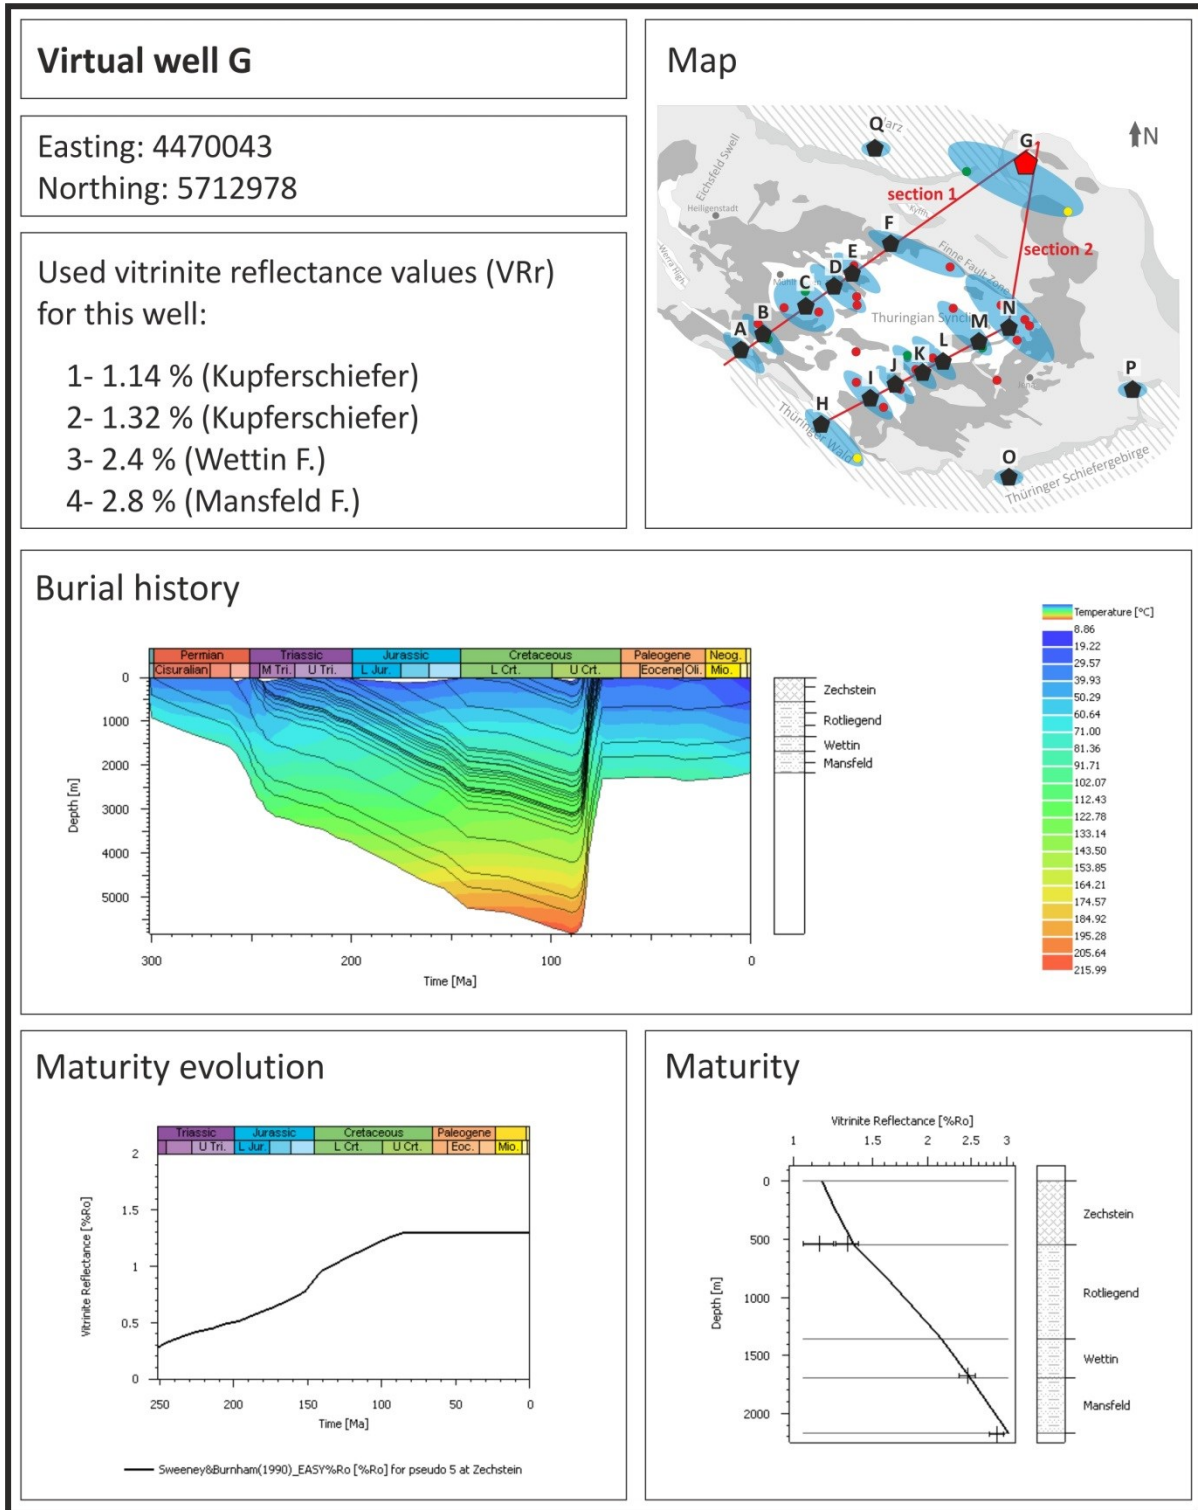 Virtual well G
Easting: 4470043
Northing: 5712978
Used vitrinite reflectance values (VRr)
for this well:
1- 1.14 % (Kupferschiefer)
2- 1.32 % (Kupferschiefer)
3- 2.4 % (Wettin F.)
4- 2.8 % (Mansfeld F.)
Map
N
Q
G
Eichsfeld Swell
Heiligenstadt
section 1
Werra High
F
E
D
C
B
A
Finne Fault Zone
section 2
Thuringian Syncl
N
M
L
K
J
I
H
P
O
Thüringer Wald
Thüringer Schiefergebirge
Burial history
Permian Triassic Jurassic Cretaceous Paleogene Neog.
Cisuralian M Tri. U Tri. L Jur. L Crt. U Crt. Eocene Oli. Mio.
0
1000
2000
3000
4000
5000
Depth [m]
300 200 100 0
Time [Ma]
Zechstein
Rotliegend
Wettin
Mansfeld
Temperature [°C]
8.86
19.22
29.57
39.93
50.29
60.64
71.00
81.36
91.71
102.07
112.43
122.78
133.14
143.50
153.85
164.21
174.57
184.92
195.28
205.64
215.99
Maturity evolution
Triassic Jurassic Cretaceous Paleogene
U Tri. L Jur. L Crt. U Crt. Eoc. Mio.
2
1.5
1
0.5
0
Vitrinite Reflectance [%Ro]
250 200 150 100 50 0
Time [Ma]
Sweeney&Burnham(1990)_EASY%Ro [%Ro] for pseudo 5 at Zechstein
Maturity
Vitrinite Reflectance [%Ro]
1 1.5 2 2.5 3
0
500
1000
1500
2000
Depth [m]
Zechstein
Rotliegend
Wettin
Mansfeld